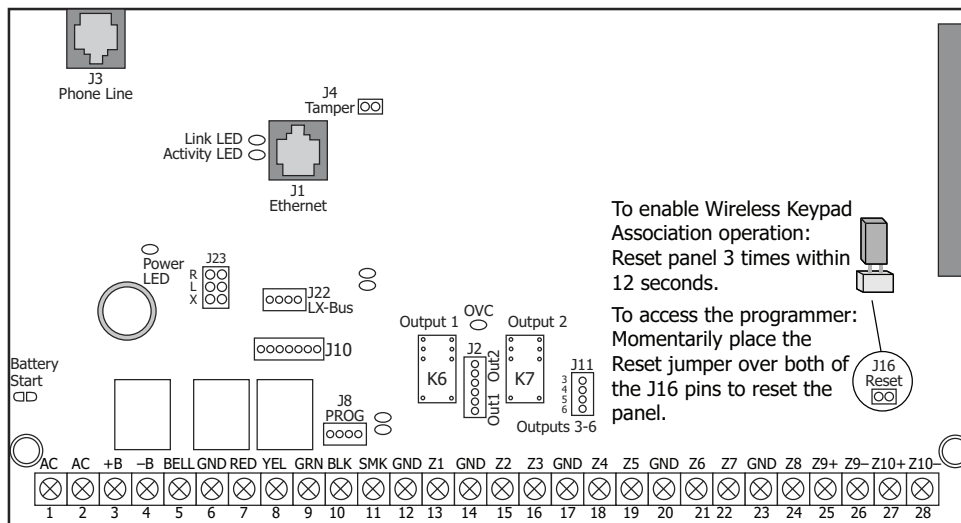 J3
Phone Line
J4
Tamper
Link LED
Activity LED
J1
Ethernet
To enable Wireless Keypad
Association operation:
Reset panel 3 times within
12 seconds.
To access the programmer:
Momentarily place the
Reset jumper over both of
the J16 pins to reset the
panel.
J16
Reset
Power
LED
J23
R
L
X
J22
LX-Bus
J10
Output 1
OVC
Output 2
K6
J2
Out1 Out2
K7
J11
3
4
5
6
Outputs 3-6
Battery
Start
J8
PROG
AC AC +B –B BELL GND RED YEL GRN BLK SMK GND Z1 GND Z2 Z3 GND Z4 Z5 GND Z6 Z7 GND Z8 Z9+ Z9– Z10+ Z10–
1 2 3 4 5 6 7 8 9 10 11 12 13 14 15 16 17 18 19 20 21 22 23 24 25 26 27 28